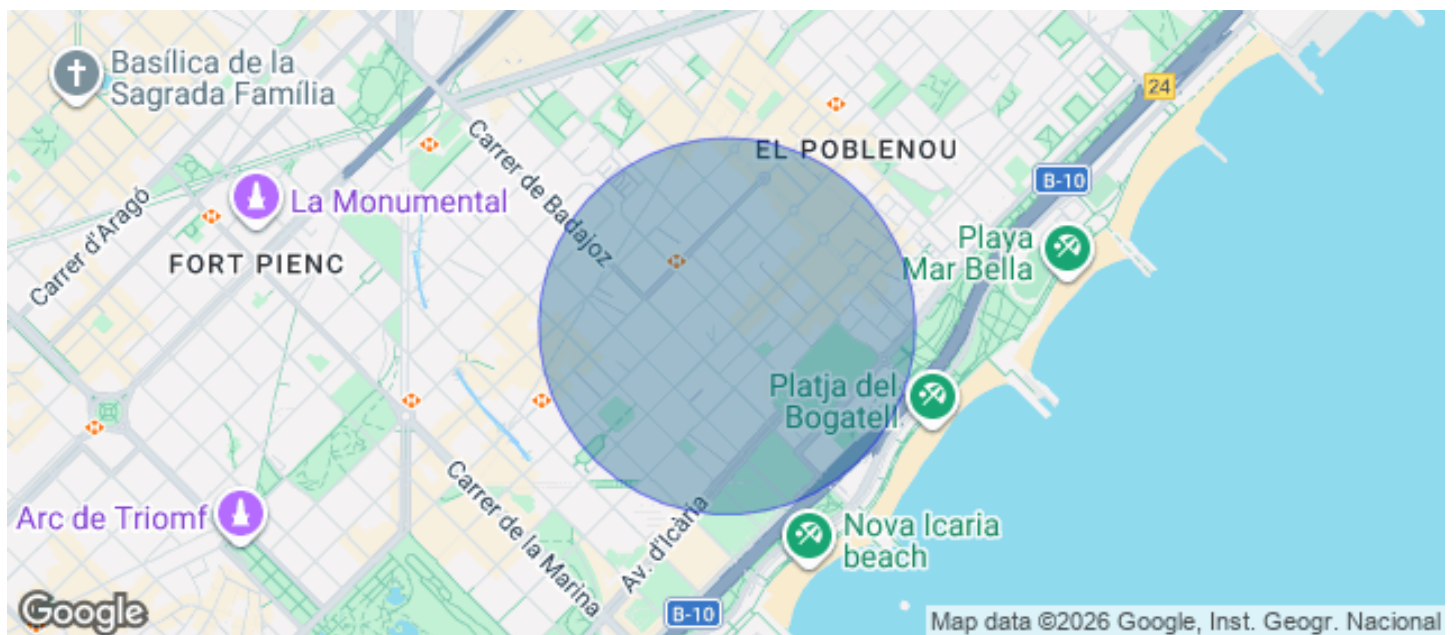 Basílica de la
Sagrada Família
24
Carrer de Badajoz
EL POBLENOU
B-10
Carrer d'Aragó
La Monumental
Playa
Mar Bella
FORT PIENC
Platja del
Bogatell
Carrer de la Marina
Arc de Triomf
Av. d'Icària
Nova Icaria
beach
Google
B-10
Map data ©2026 Google, Inst. Geogr. Nacional